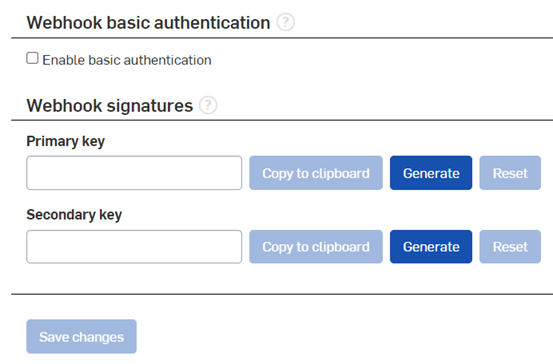 Webhook basic authentication ?
Enable basic authentication
Webhook signatures ?
Primary key
Copy to clipboard Generate Reset
Secondary key
Copy to clipboard Generate Reset
Save changes